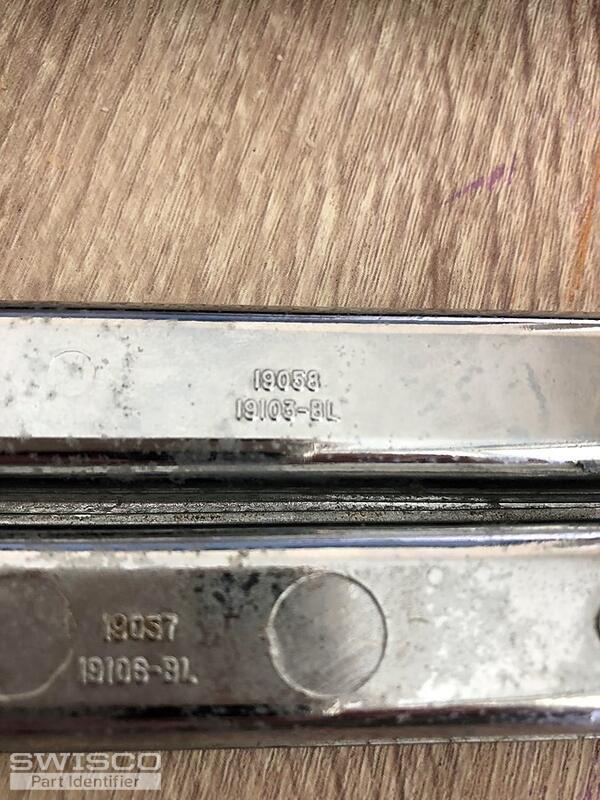 19058
19103-BL
19057
19106-BL
SWISCO
Part Identifier